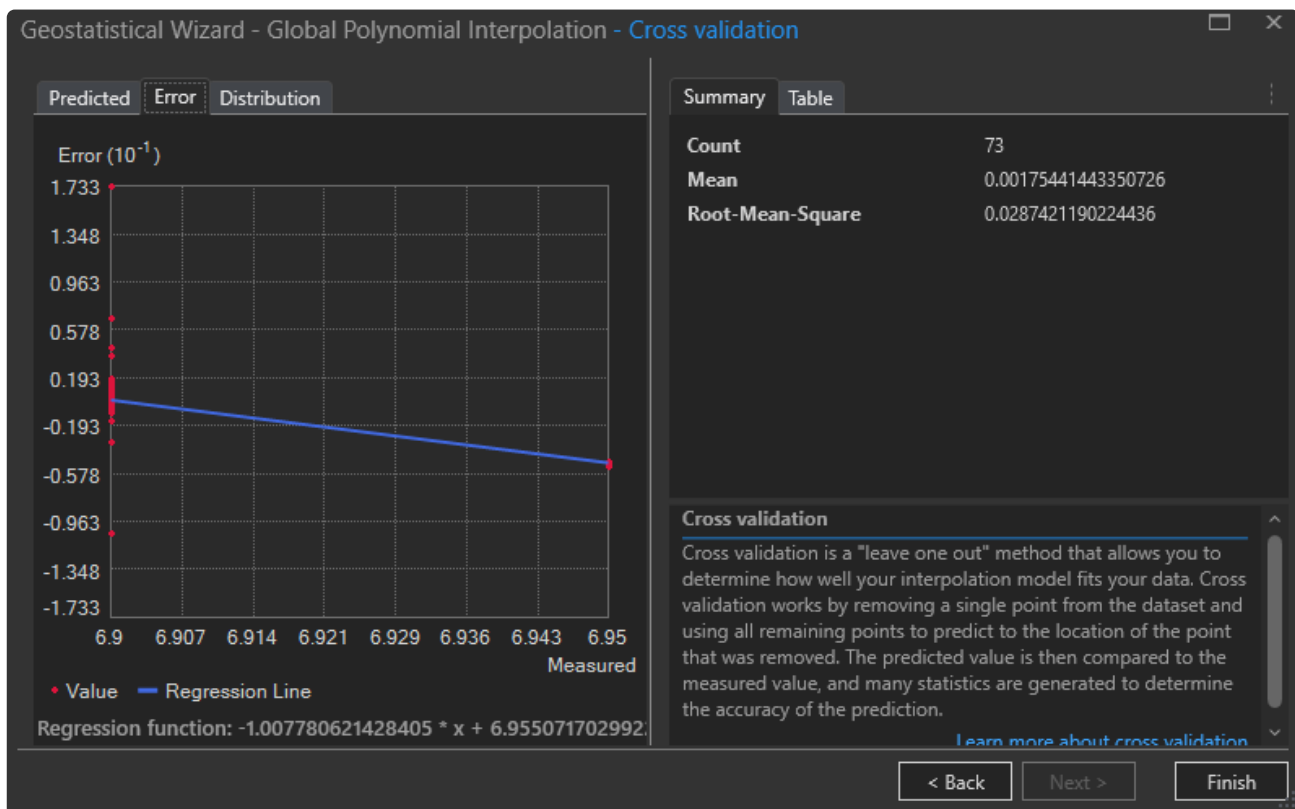 Geostatistical Wizard - Global Polynomial Interpolation - Cross validation
Predicted Error Distribution
Error (10-1)
1.733
1.348
0.963
0.578
0.193
-0.193
-0.578
-0.963
-1.348
-1.733
6.9 6.907 6.914 6.921 6.929 6.936 6.943 6.95
Measured
Value Regression Line
Regression function: -1.007780621428405 * x + 6.955071702992
Summary Table
Count 73
Mean 0.00175441443350726
Root-Mean-Square 0.0287421190224436
Cross validation
Cross validation is a "leave one out" method that allows you to
determine how well your interpolation model fits your data. Cross
validation works by removing a single point from the dataset and
using all remaining points to predict to the location of the point
that was removed. The predicted value is then compared to the
measured value, and many statistics are generated to determine
the accuracy of the prediction.
Learn more about cross validation
< Back Next > Finish